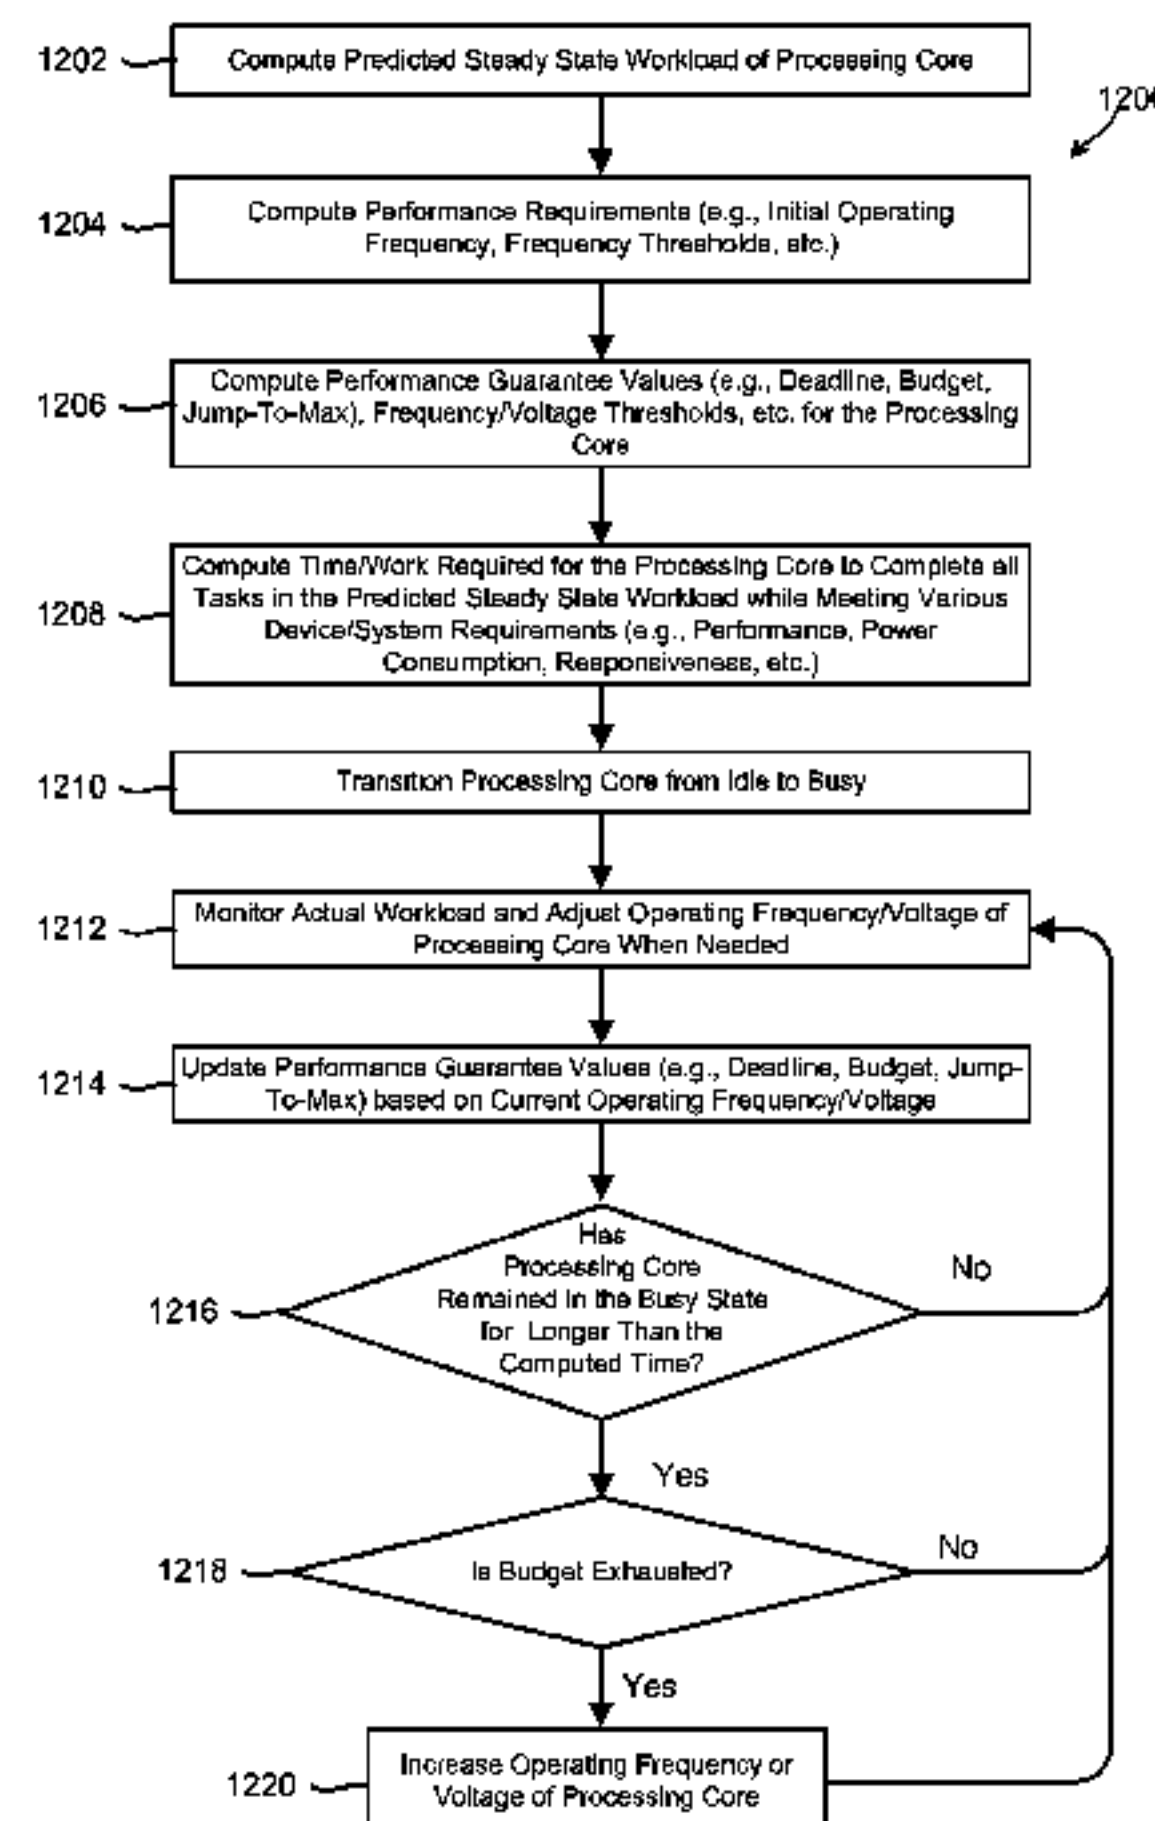 1202
Compute Predicted Steady State Workload of Processing Core
1200
1204
Compute Performance Requirements (e.g., Initial Operating
Frequency, Frequency Thresholds, etc.)
1206
Compute Performance Guarantee Values (e.g., Deadline, Budget,
Jump-To-Max), Frequency/Voltage Thresholds, etc. for the Processing
Core
1208
Compute Time/Work Required for the Processing Core to Complete all
Tasks in the Predicted Steady State Workload while Meeting Various
Device/System Requirements (e.g., Performance, Power
Consumption, Responsiveness, etc.)
1210
Transition Processing Core from Idle to Busy
1212
Monitor Actual Workload and Adjust Operating Frequency/Voltage of
Processing Core When Needed
1214
Update Performance Guarantee Values (e.g., Deadline, Budget, Jump-
To-Max) based on Current Operating Frequency/Voltage
1216
Has
Processing Core
Remained in the Busy State
for Longer Than the
Computed Time?
No
Yes
1218
Is Budget Exhausted?
No
Yes
1220
Increase Operating Frequency or
Voltage of Processing Core